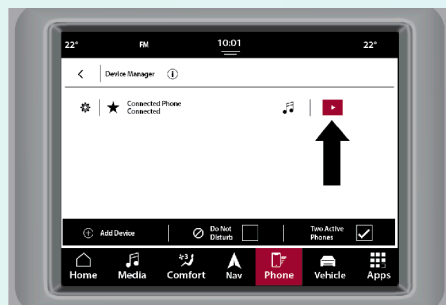 22° FM 10:01 22°
Device Manager
Connected Phone
Connected
Add Device
Do Not
Disturb
Two Active
Phones
Home Media Comfort Nav Phone Vehicle Apps